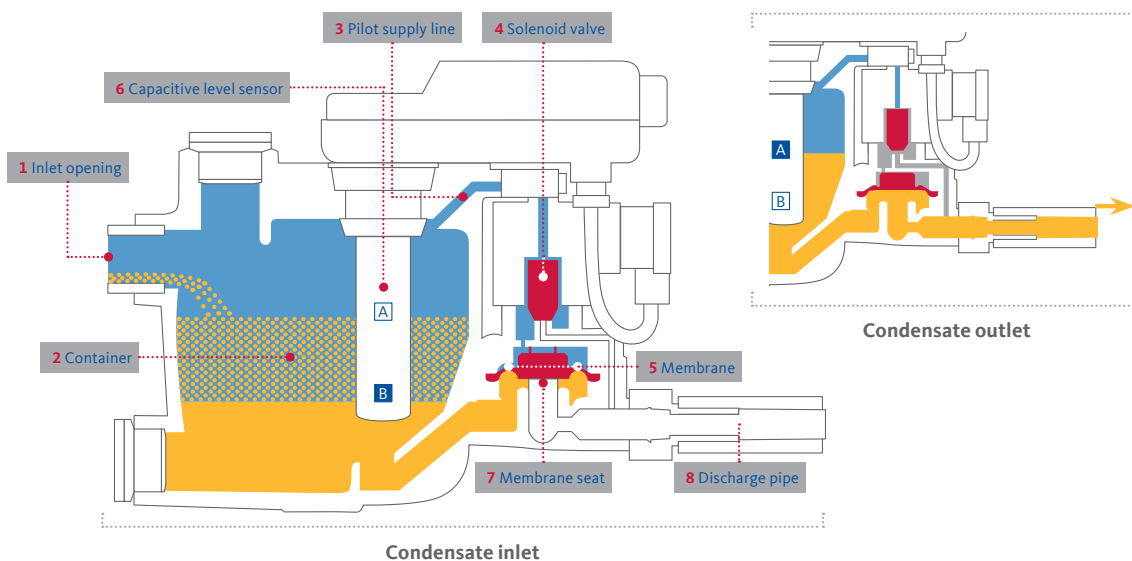 3 Pilot supply line
4 Solenoid valve
6 Capacitive level sensor
1 Inlet opening
A
B
A
2 Container
B
5 Membrane
Condensate outlet
7 Membrane seat
8 Discharge pipe
Condensate inlet